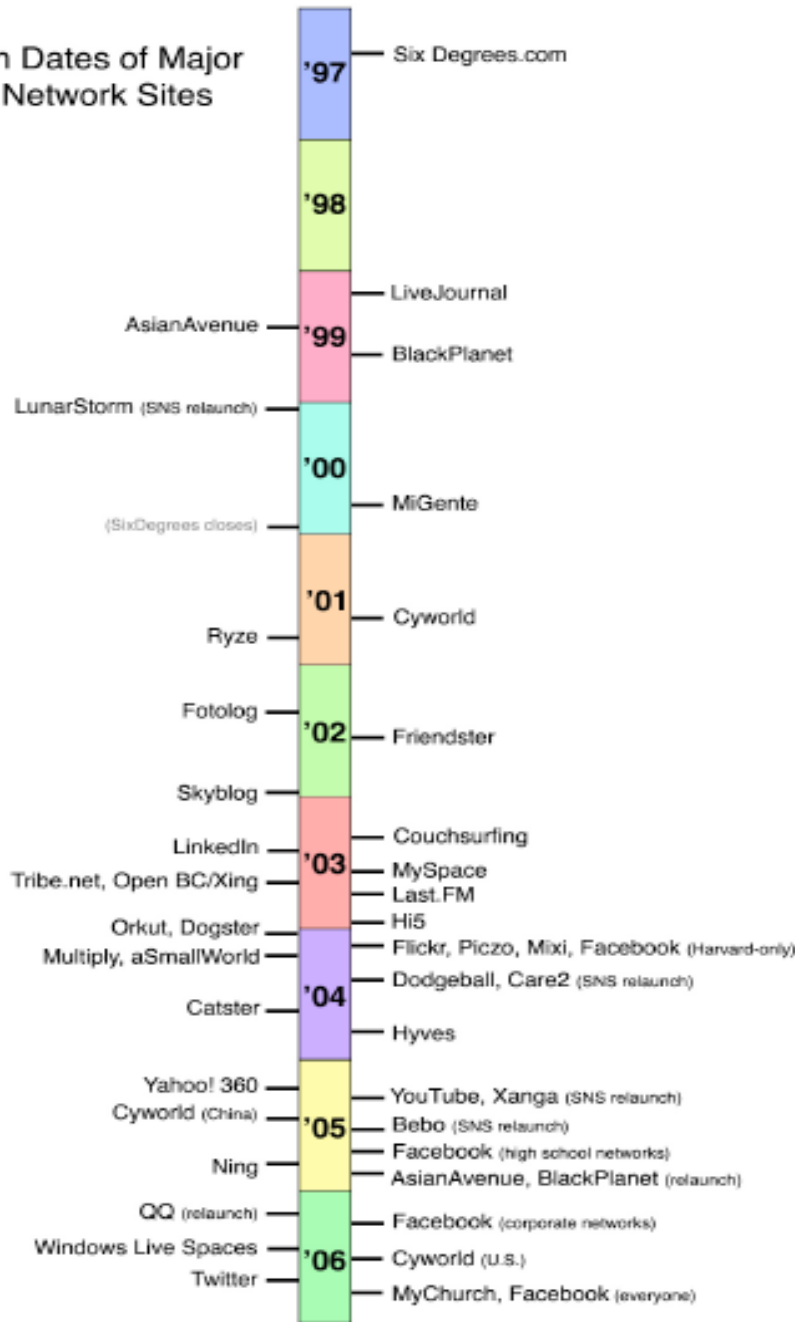 n Dates of Major
Network Sites
'97
Six Degrees.com
'98
'99
LiveJournal
AsianAvenue
BlackPlanet
'00
LunarStorm (SNS relaunch)
MiGente
(SixDegrees closes)
'01
Cyworld
Ryze
'02
Fotolog
Friendster
Skyblog
'03
Couchsurfing
LinkedIn
MySpace
Tribe.net, Open BC/Xing
Last.FM
Hi5
'04
Orkut, Dogster
Flickr, Piczo, Mixi, Facebook (Harvard-only)
Multiply, aSmallWorld
Dodgeball, Care2 (SNS relaunch)
Catster
Hyves
'05
Yahoo! 360
YouTube, Xanga (SNS relaunch)
Cyworld (China)
Bebo (SNS relaunch)
Facebook (high school networks)
Ning
AsianAvenue, BlackPlanet (relaunch)
'06
QQ (relaunch)
Facebook (corporate networks)
Windows Live Spaces
Cyworld (U.S.)
Twitter
MyChurch, Facebook (everyone)